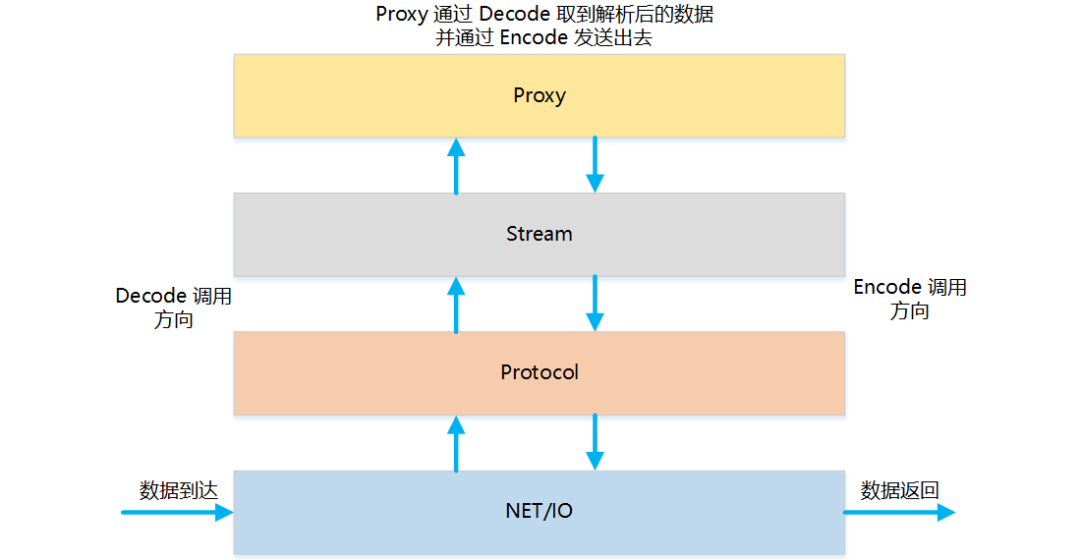 Proxy 通过 Decode 取到解析后的数据
并通过 Encode 发送出去
Proxy
Stream
Decode 调用
方向
Encode 调用
方向
Protocol
数据到达
NET/IO
数据返回